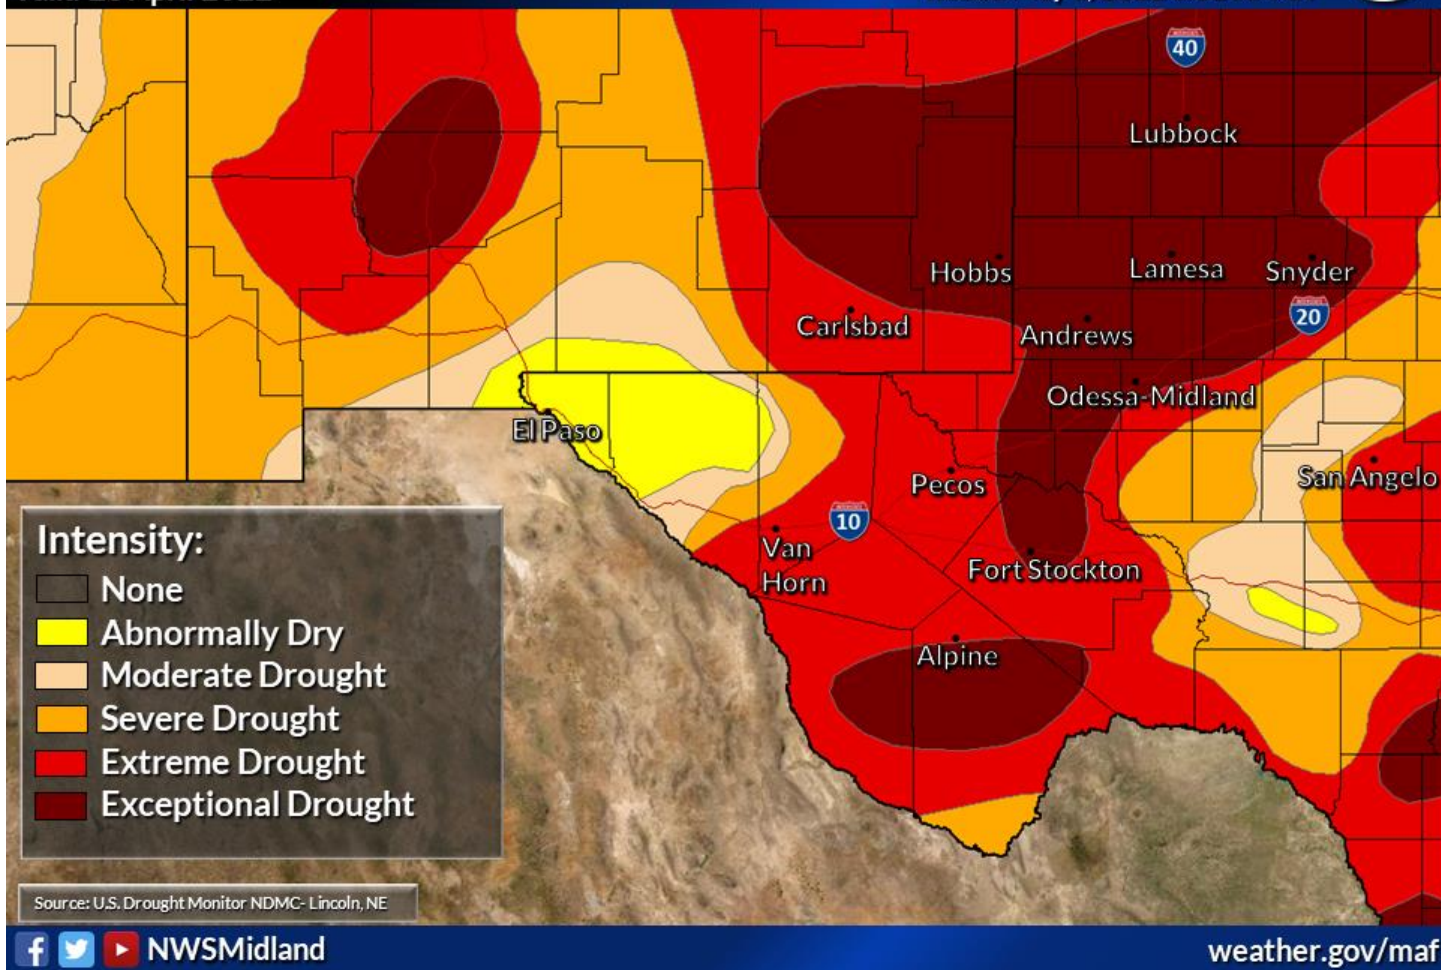 40
Lubbock
Hobbs
Lamesa
Snyder
20
Carlsbad
Andrews
Odessa-Midland
El Paso
San Angelo
Pecos
10
Van
Horn
Fort Stockton
Alpine
Intensity:
None
Abnormally Dry
Moderate Drought
Severe Drought
Extreme Drought
Exceptional Drought
Source: U.S. Drought Monitor NDMC- Lincoln, NE
NWSMidland
weather.gov/maf